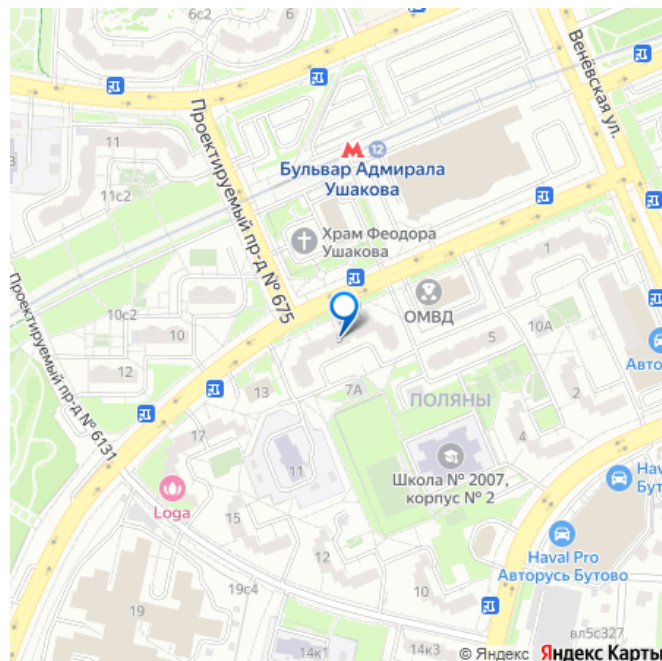 6с2
675
Венёвская ул.
11
11с2
Проектируемый пр-д № 675
12
Бульвар Адмирала
Ушакова
3
Храм Феодора
Ушакова
1
ОМВД
Проектируемый пр-д № 6131
10с2
10
12
5
10А
Авто
13
7А
ПОЛЯНЫ
2
17
4
11
Школа № 2007,
корпус № 2
Hav
Бут
Loga
15
12
Haval Pro
Авторусь Бутово
10
19с4
19
14к1
14к3
вл5с327
© Яндекс Яндекс Карты